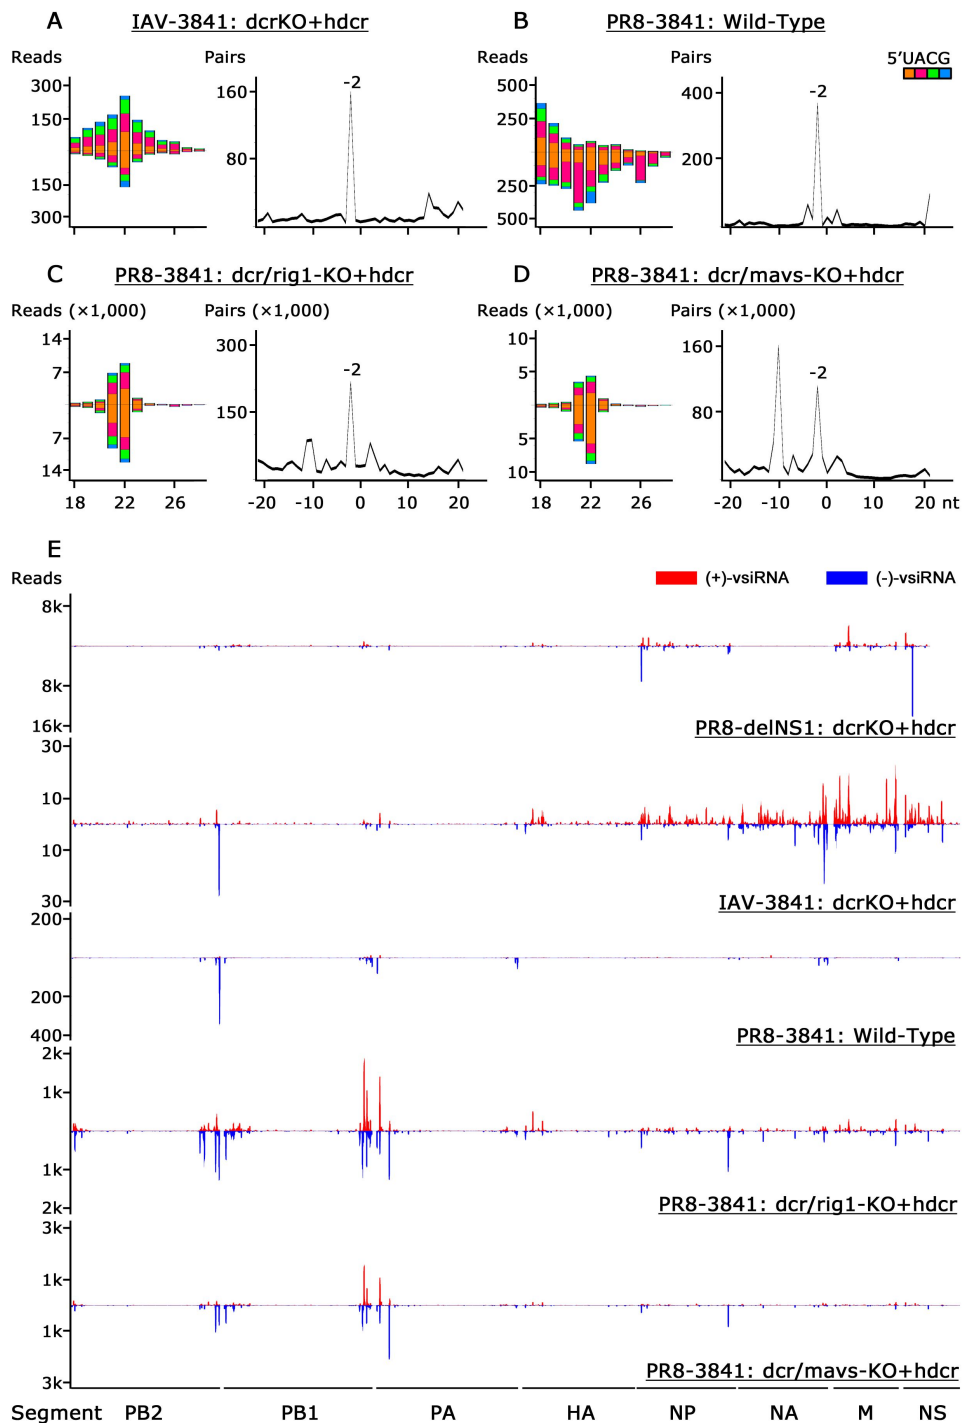 A IAV-3841: dcrKO+hdcr
Reads Pairs
300
150
150
300
160
80
-2
-20 -10 0 10 20
B PR8-3841: Wild-Type
Reads Pairs
5'UACG
500
250
250
500
400
200
-2
C PR8-3841: dcr/rig1-KO+hdcr
Reads (×1,000) Pairs (×1,000)
14
7
7
14
18 22 26
300
150
-2
-20 -10 0 10 20
D PR8-3841: dcr/mavs-KO+hdcr
Reads (×1,000) Pairs (×1,000)
10
5
5
10
18 22 26
160
80
-2
-20 -10 0 10 20 nt
E
Reads
(+)-vsiRNA (-)-vsiRNA
8k
8k
16k
PR8-delNS1: dcrKO+hdcr
30
10
10
30
IAV-3841: dcrKO+hdcr
200
200
400
PR8-3841: Wild-Type
2k
1k
1k
2k
PR8-3841: dcr/rig1-KO+hdcr
3k
1k
1k
3k
PR8-3841: dcr/mavs-KO+hdcr
Segment PB2 PB1 PA HA NP NA M NS